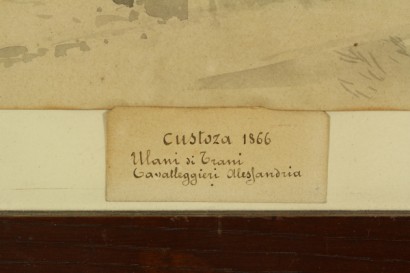 Custoza 1866
Ulani di Trani
Cavalleggieri Alessandria